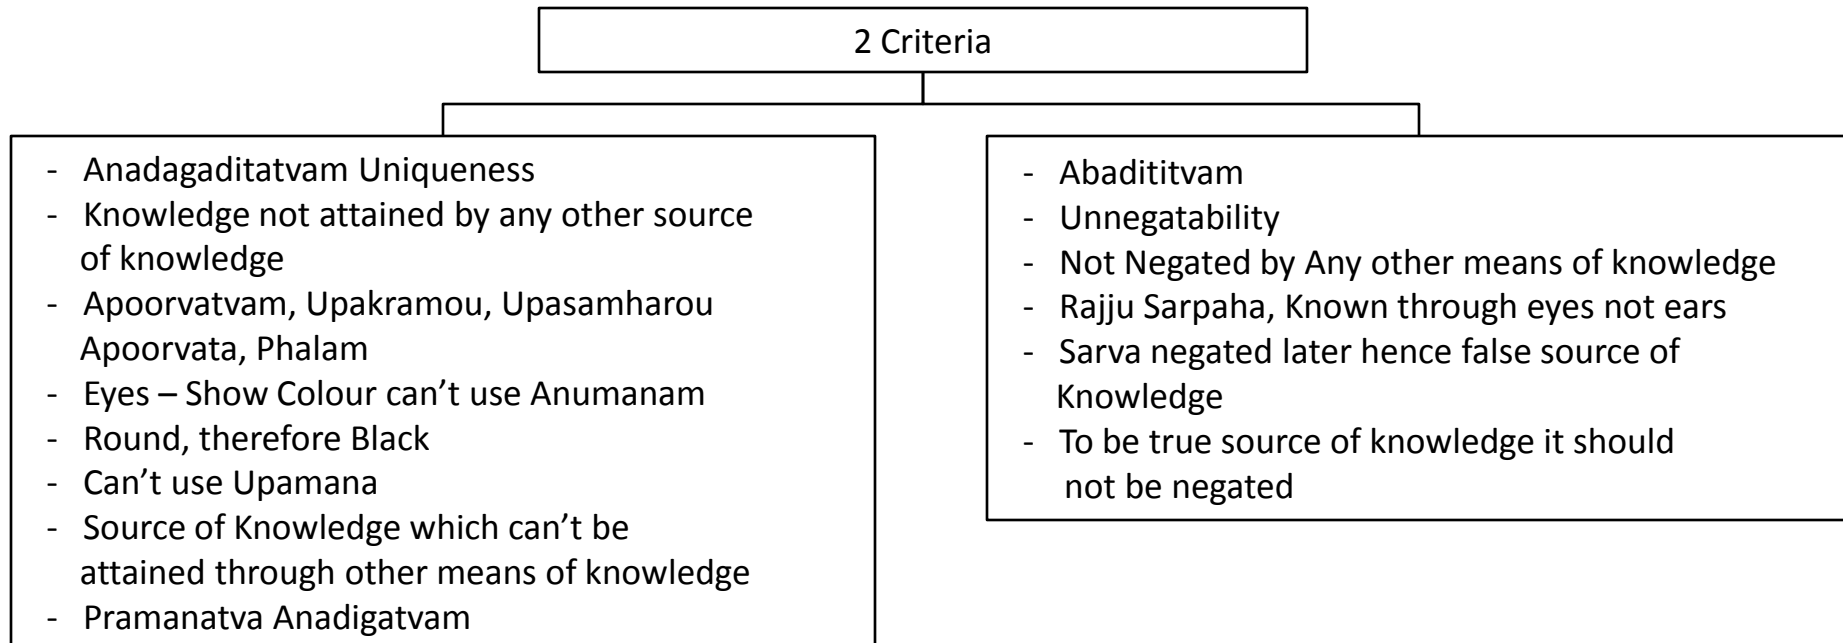 2 Criteria
- Anadagaditatvam Uniqueness
- Knowledge not attained by any other source
of knowledge
- Apoorvatvam, Upakramou, Upasamharou
Apoorvata, Phalam
- Eyes – Show Colour can’t use Anumanam
- Round, therefore Black
- Can’t use Upamana
- Source of Knowledge which can’t be
attained through other means of knowledge
- Pramanatva Anadigatvam
- Abadititvam
- Unnegatability
- Not Negated by Any other means of knowledge
- Rajju Sarpaha, Known through eyes not ears
- Sarva negated later hence false source of
Knowledge
- To be true source of knowledge it should
not be negated